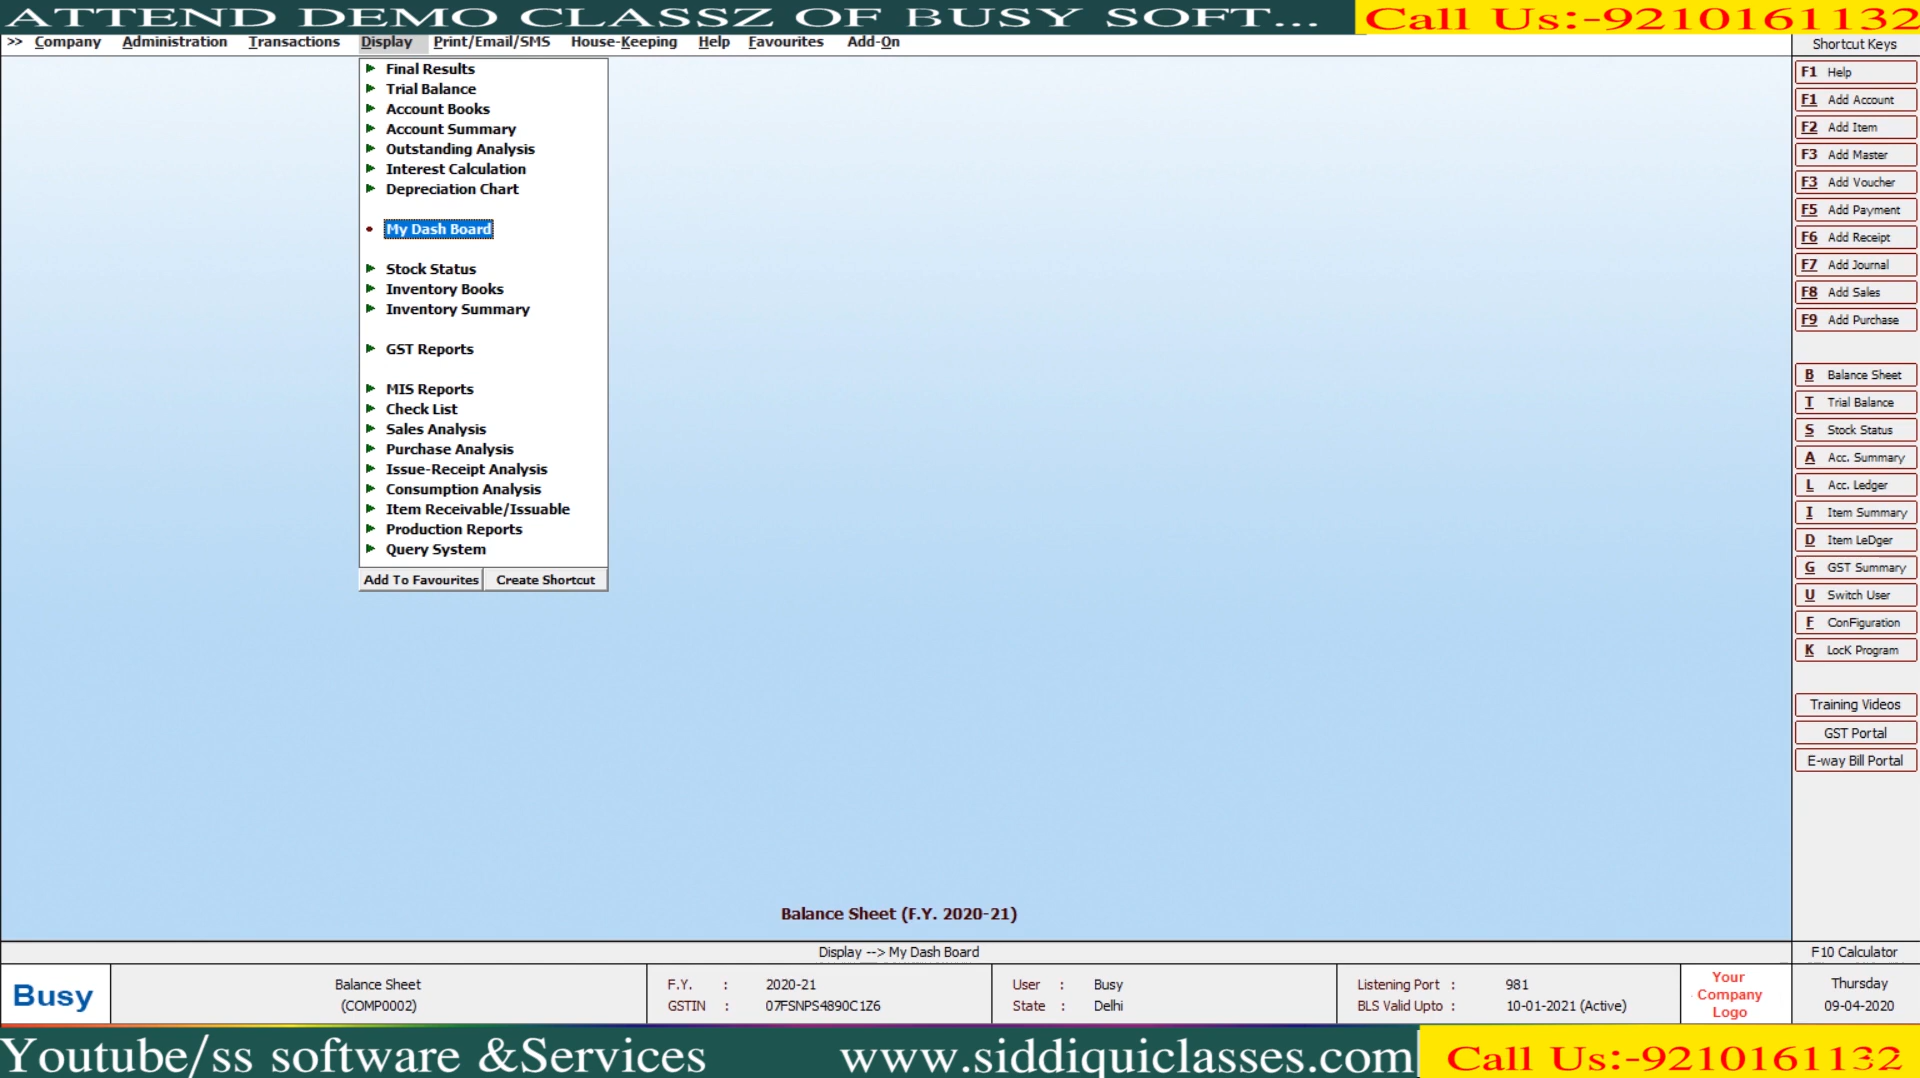 ATTEND DEMO CLASSZ OF BUSY SOFT...
Call Us:-9210161132
>> Company Administration Transactions Display Print/Email/SMS House-Keeping Help Favourites Add-On
Final Results
Trial Balance
Account Books
Account Summary
Outstanding Analysis
Interest Calculation
Depreciation Chart
My Dash Board
Stock Status
Inventory Books
Inventory Summary
GST Reports
MIS Reports
Check List
Sales Analysis
Purchase Analysis
Issue-Receipt Analysis
Consumption Analysis
Item Receivable/Issuable
Production Reports
Query System
Add To Favourites Create Shortcut
Shortcut Keys
F1 Help
F1 Add Account
F2 Add Item
F3 Add Master
F3 Add Voucher
F5 Add Payment
F6 Add Receipt
F7 Add Journal
F8 Add Sales
F9 Add Purchase
B Balance Sheet
T Trial Balance
S Stock Status
A Acc. Summary
L Acc. Ledger
I Item Summary
D Item LeDger
G GST Summary
U Switch User
F ConFiguration
K LocK Program
Training Videos
GST Portal
E-way Bill Portal
Balance Sheet (F.Y. 2020-21)
Display --> My Dash Board
F10 Calculator
Busy
Balance Sheet
(COMP0002)
F.Y. : 2020-21
GSTIN : 07FSNPS4890C1Z6
User : Busy
State : Delhi
Listening Port : 981
BLS Valid Upto : 10-01-2021 (Active)
Your
Company
Logo
Thursday
09-04-2020
Youtube/ss software &Services
www.siddiquiclasses.com
Call Us:-9210161132